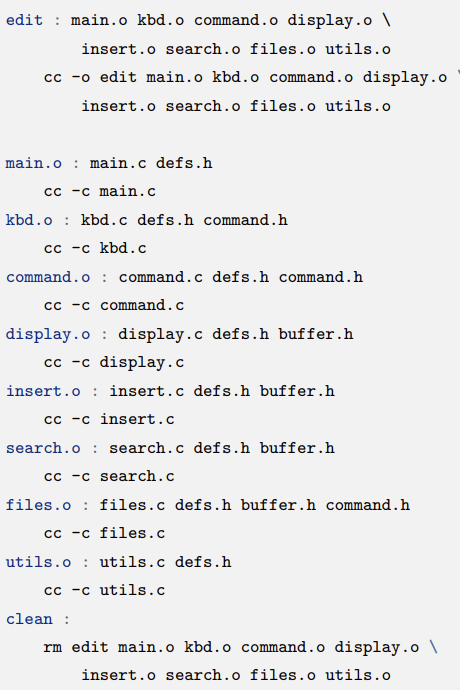 edit : main.o kbd.o command.o display.o \
        insert.o search.o files.o utils.o
    cc -o edit main.o kbd.o command.o display.o \
        insert.o search.o files.o utils.o

main.o : main.c defs.h
    cc -c main.c
kbd.o : kbd.c defs.h command.h
    cc -c kbd.c
command.o : command.c defs.h command.h
    cc -c command.c
display.o : display.c defs.h buffer.h
    cc -c display.c
insert.o : insert.c defs.h buffer.h
    cc -c insert.c
search.o : search.c defs.h buffer.h
    cc -c search.c
files.o : files.c defs.h buffer.h command.h
    cc -c files.c
utils.o : utils.c defs.h
    cc -c utils.c
clean :
    rm edit main.o kbd.o command.o display.o \
        insert.o search.o files.o utils.o